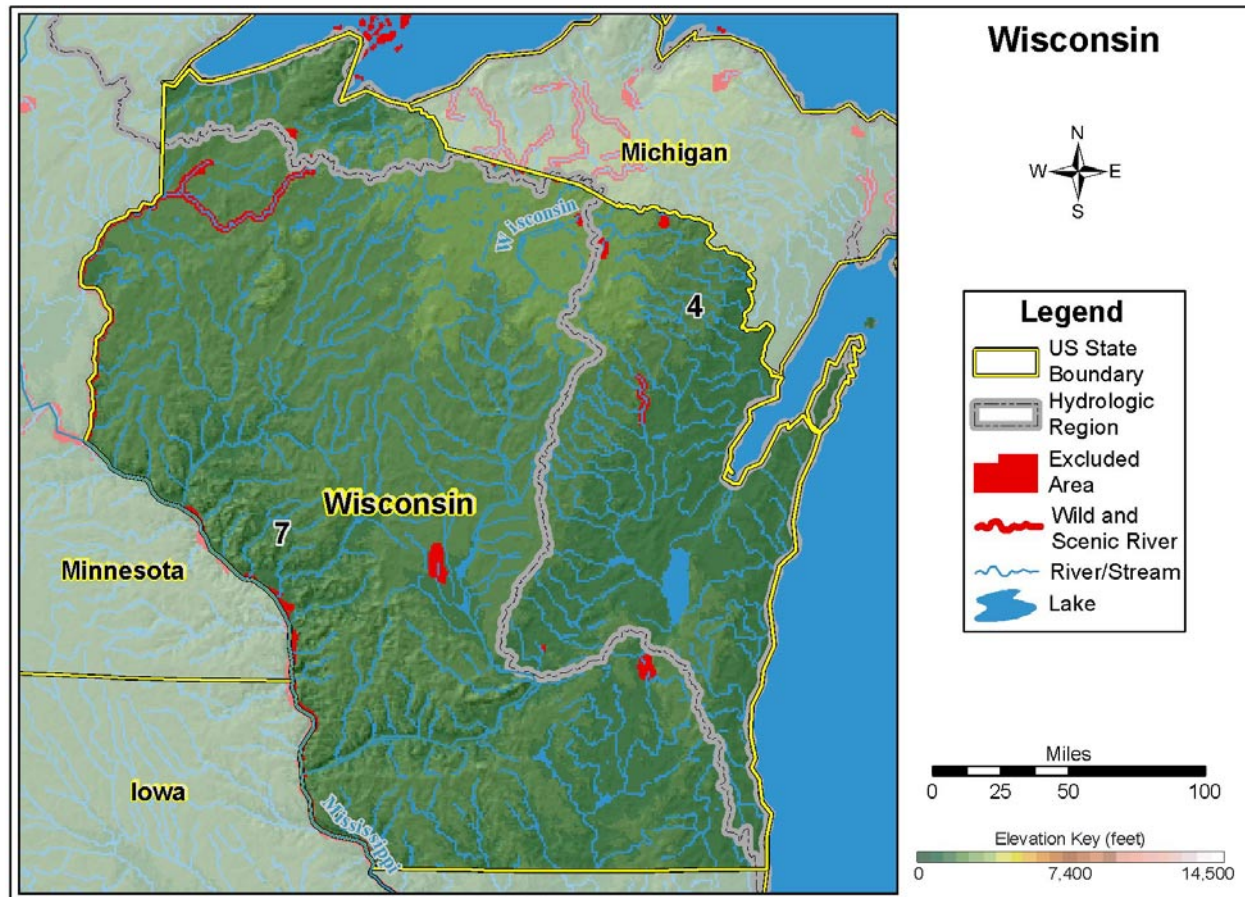 Wisconsin
N
W
E
S
Michigan
Wisconsin
4
Wisconsin
7
Minnesota
Iowa
Mississippi
Legend
US State
Boundary
Hydrologic
Region
Excluded
Area
Wild and
Scenic River
River/Stream
Lake
Miles
0 25 50 100
Elevation Key (feet)
0 7,400 14,500